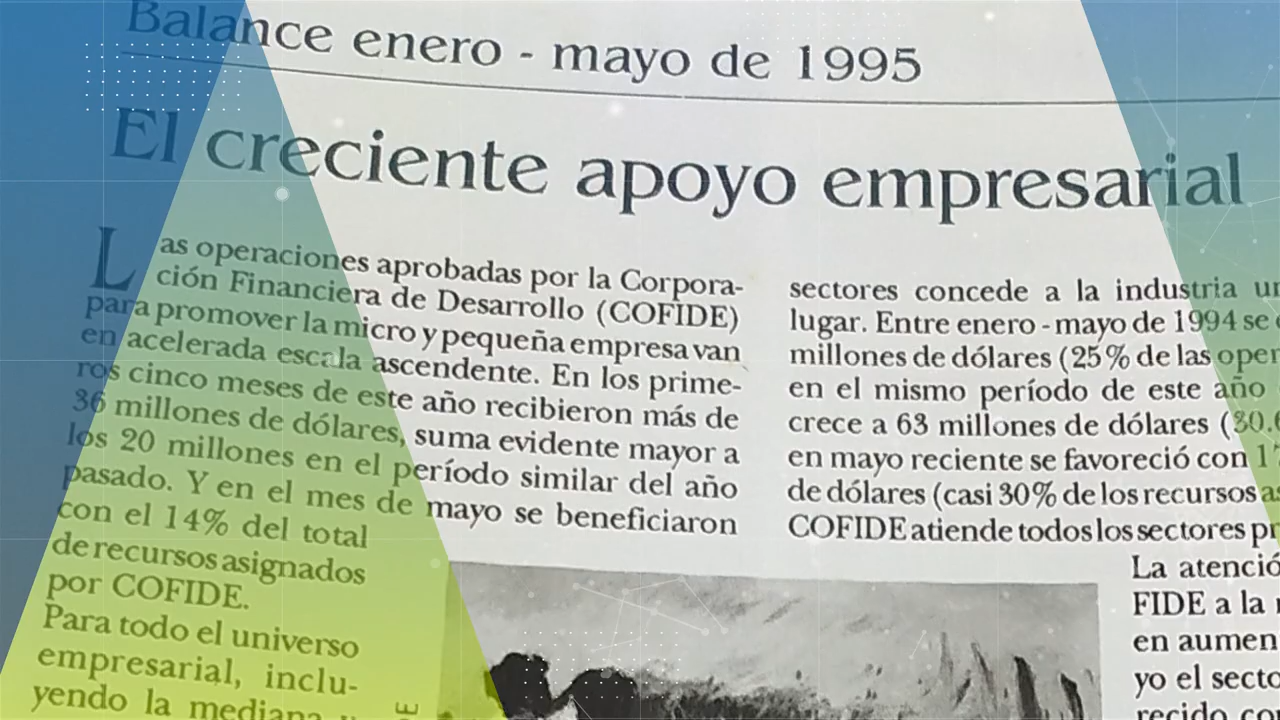 Balance enero - mayo de 1995
El creciente apoyo empresarial
Las operaciones aprobadas por la Corpora-
ción Financiera de Desarrollo (COFIDE)
para promover la micro y pequeña empresa van
en acelerada escala ascendente. En los prime-
ros cinco meses de este año recibieron más de
36 millones de dólares, suma evidente mayor a
los 20 millones en el período similar del año
pasado. Y en el mes de mayo se beneficiaron
con el 14% del total
de recursos asignados
por COFIDE.
Para todo el universo
empresarial, inclu-
yendo la mediana y
sectores concede a la industria
lugar. Entre enero - mayo de 1994 se
millones de dólares (25% de las
en el mismo período de este año
crece a 63 millones de dólares
en mayo reciente se favoreció con
de dólares (casi 30% de los recursos
COFIDE atiende todos los sectores
La
FIDE a la
en
yo el
recido